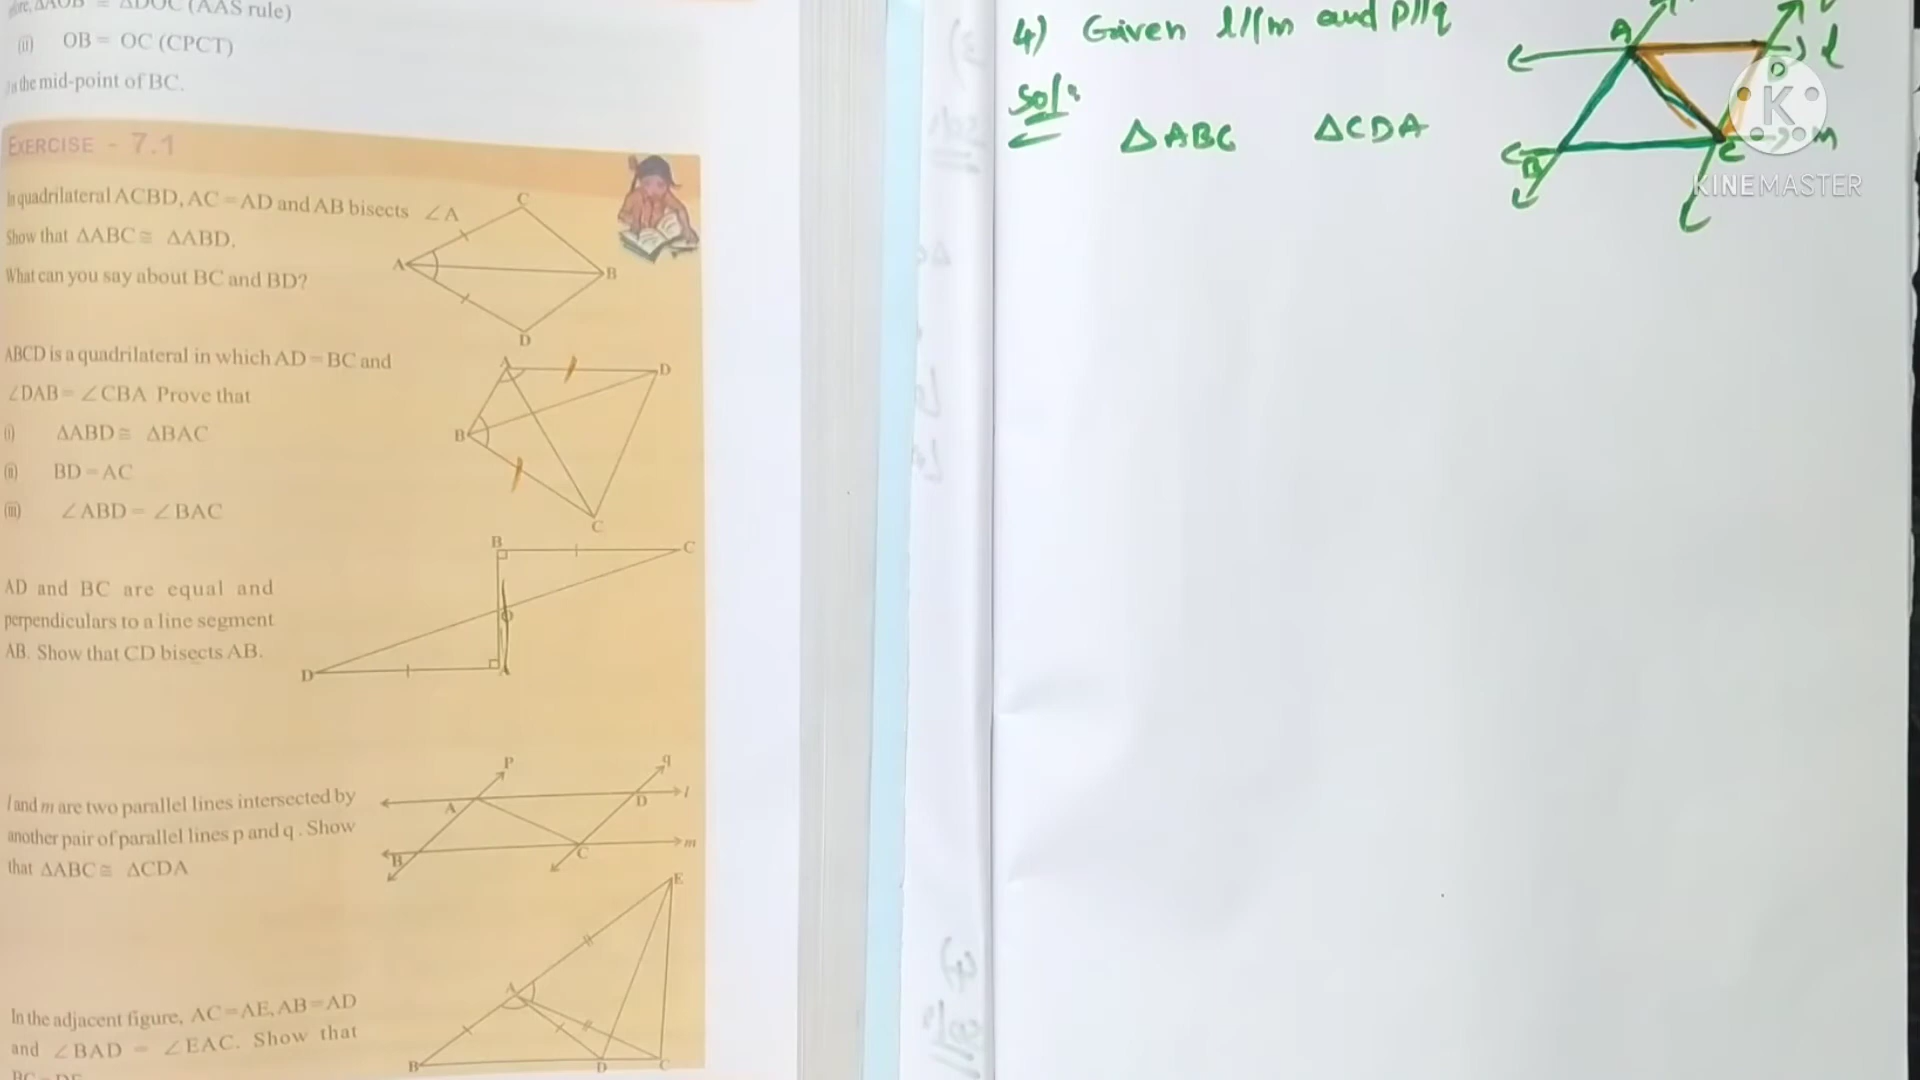 ΔDOC (AAS rule)
(ii) OB = OC (CPCT)
the mid-point of BC.
EXERCISE - 7.1
In quadrilateral ACBD, AC = AD and AB bisects ∠A
Show that ΔABC ≅ ΔABD.
What can you say about BC and BD?
C
A
B
D
ABCD is a quadrilateral in which AD = BC and
∠DAB = ∠CBA Prove that
(i) ΔABD ≅ ΔBAC
(ii) BD = AC
(iii) ∠ABD = ∠BAC
A
D
B
C
AD and BC are equal and
perpendiculars to a line segment
AB. Show that CD bisects AB.
B
C
D
A
l and m are two parallel lines intersected by
another pair of parallel lines p and q . Show
that ΔABC ≅ ΔCDA
P
q
A
D
l
B
C
m
In the adjacent figure, AC = AE, AB = AD
and ∠BAD = ∠EAC. Show that
E
A
B
D
C
4) Given l//m and p//q
Sol:
ΔABC ΔCDA
A
D
l
B
C
m
K
KINEMASTER